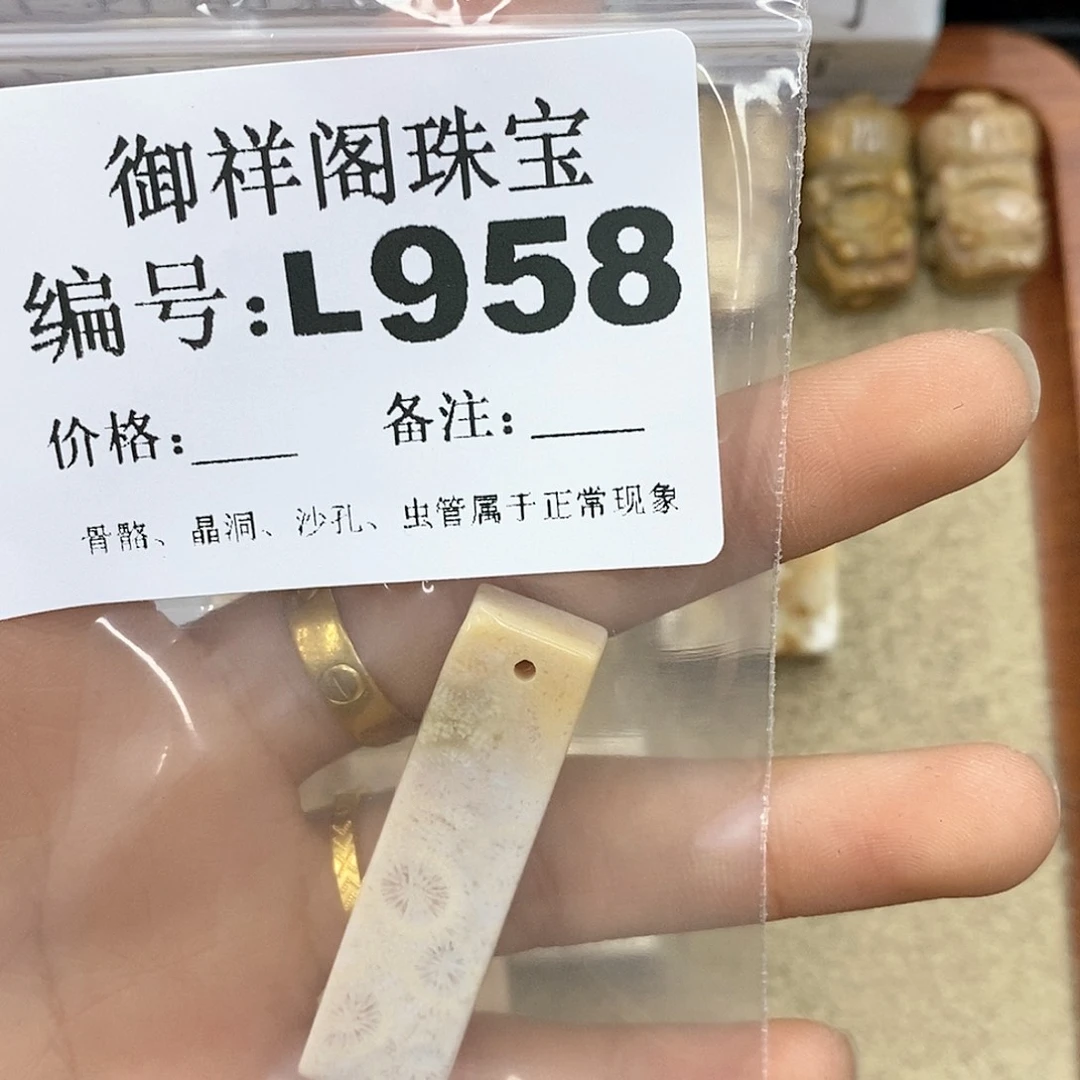 御祥阁珠宝
编号:L958
价格:___ 备注:____
骨骼、晶洞、沙孔、虫管属于正常现象